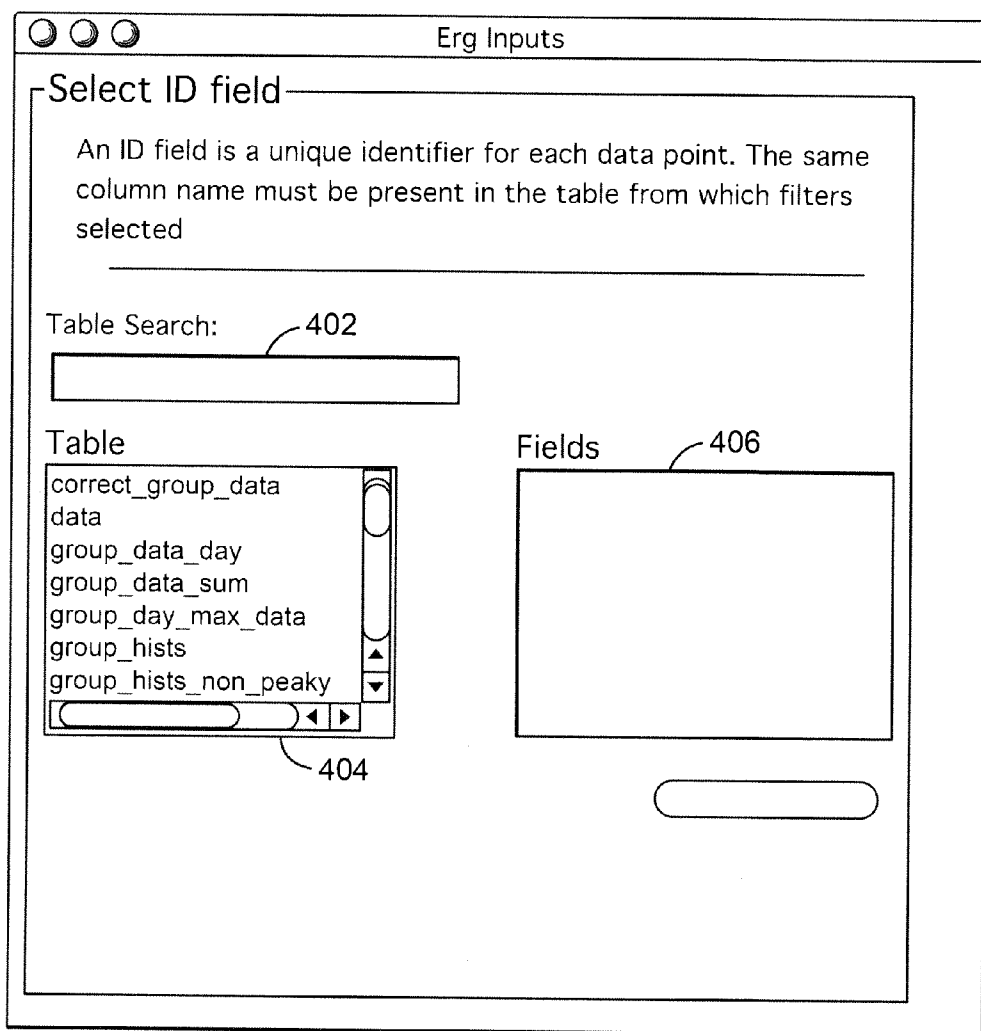 Erg Inputs
Select ID field
An ID field is a unique identifier for each data point. The same
column name must be present in the table from which filters
selected
Table Search:
402
Table
Fields
406
correct_group_data
data
group_data_day
group_data_sum
group_day_max_data
group_hists
group_hists_non_peaky
404